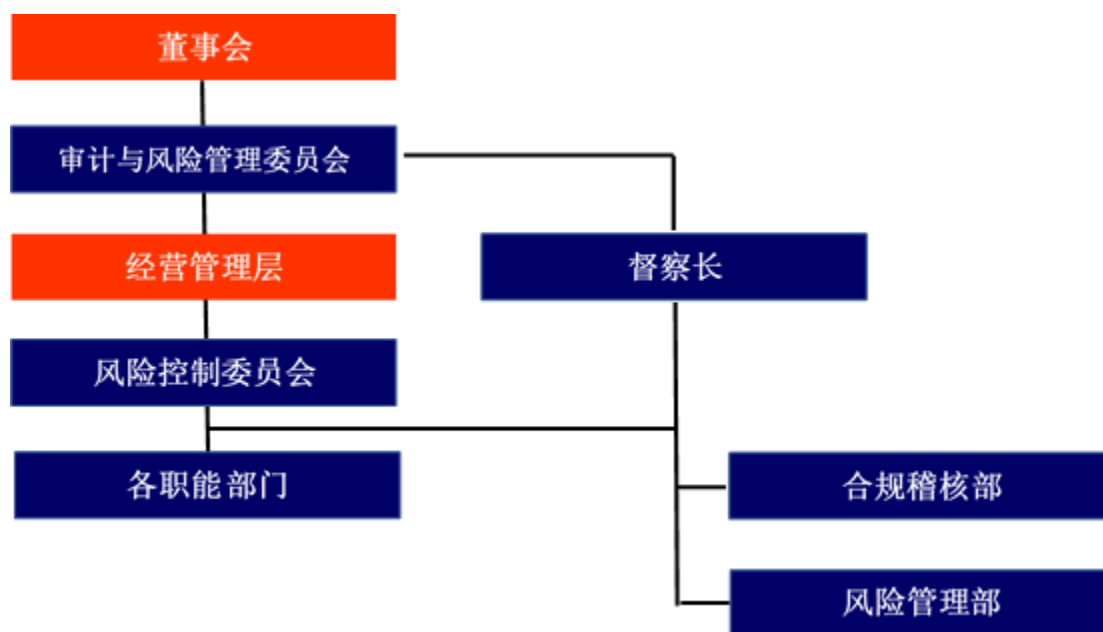 董事会
审计与风险管理委员会
经营管理层
督察长
风险控制委员会
各职能部门
合规稽核部
风险管理部